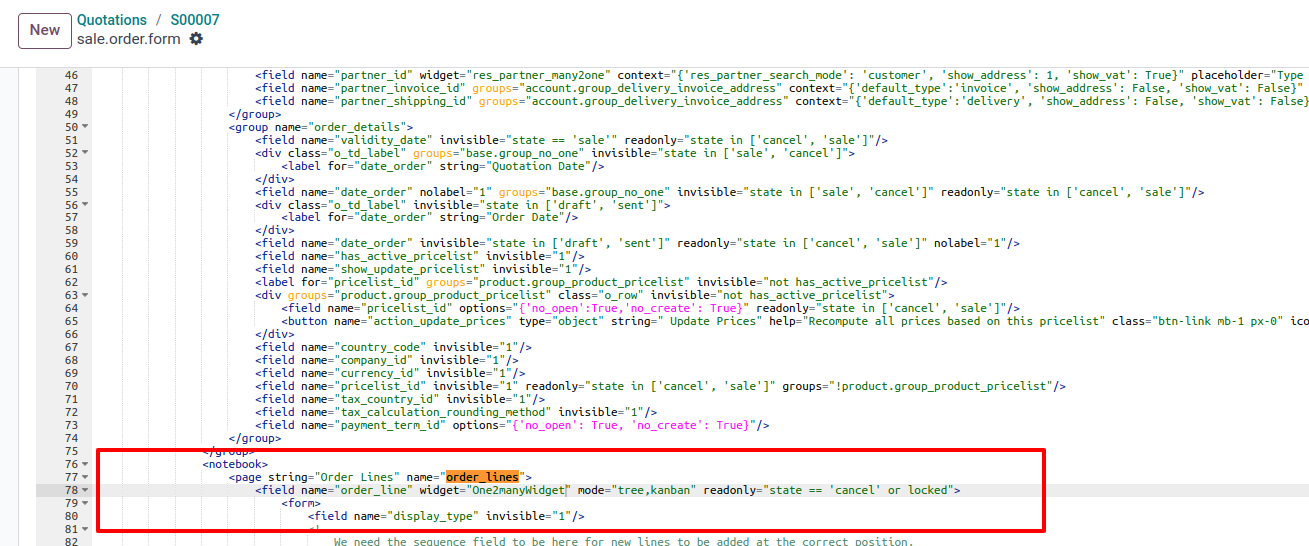 New
Quotations / S00007
sale.order.form
46 <field name="partner_id" widget="res_partner_many2one" context="{'res_partner_search_mode': 'customer', 'show_address': 1, 'show_vat': True}" placeholder="Type
47 <field name="partner_invoice_id" groups="account.group_delivery_invoice_address" context="{'default_type':'invoice', 'show_address': False, 'show_vat': False}"
48 <field name="partner_shipping_id" groups="account.group_delivery_invoice_address" context="{'default_type':'delivery', 'show_address': False, 'show_vat': False}
49 </group>
50 <group name="order_details">
51 <field name="validity_date" invisible="state == 'sale'" readonly="state in ['cancel', 'sale']"/>
52 <div class="o_td_label" groups="base.group_no_one" invisible="state in ['sale', 'cancel']">
53 <label for="date_order" string="Quotation Date"/>
54 </div>
55 <field name="date_order" nolabel="1" groups="base.group_no_one" invisible="state in ['sale', 'cancel']" readonly="state in ['cancel', 'sale']"/>
56 <div class="o_td_label" invisible="state in ['draft', 'sent']">
57 <label for="date_order" string="Order Date"/>
58 </div>
59 <field name="date_order" invisible="state in ['draft', 'sent']" readonly="state in ['cancel', 'sale']" nolabel="1"/>
60 <field name="has_active_pricelist" invisible="1"/>
61 <field name="show_update_pricelist" invisible="1"/>
62 <label for="pricelist_id" groups="product.group_product_pricelist" invisible="not has_active_pricelist"/>
63 <div groups="product.group_product_pricelist" class="o_row" invisible="not has_active_pricelist">
64 <field name="pricelist_id" options="{'no_open':True,'no_create': True}" readonly="state in ['cancel', 'sale']"/>
65 <button name="action_update_prices" type="object" string=" Update Prices" help="Recompute all prices based on this pricelist" class="btn-link mb-1 px-0" ico
66 </div>
67 <field name="country_code" invisible="1"/>
68 <field name="company_id" invisible="1"/>
69 <field name="currency_id" invisible="1"/>
70 <field name="pricelist_id" invisible="1" readonly="state in ['cancel', 'sale']" groups="!product.group_product_pricelist"/>
71 <field name="tax_country_id" invisible="1"/>
72 <field name="tax_calculation_rounding_method" invisible="1"/>
73 <field name="payment_term_id" options="{'no_open': True, 'no_create': True}"/>
74 </group>
75 </group>
76 <notebook>
77 <page string="Order Lines" name="order_lines">
78 <field name="order_line" widget="One2manyWidget" mode="tree,kanban" readonly="state == 'cancel' or locked">
79 <form>
80 <field name="display_type" invisible="1"/>
81 <!--
82 We need the sequence field to be here for new lines to be added at the correct position.